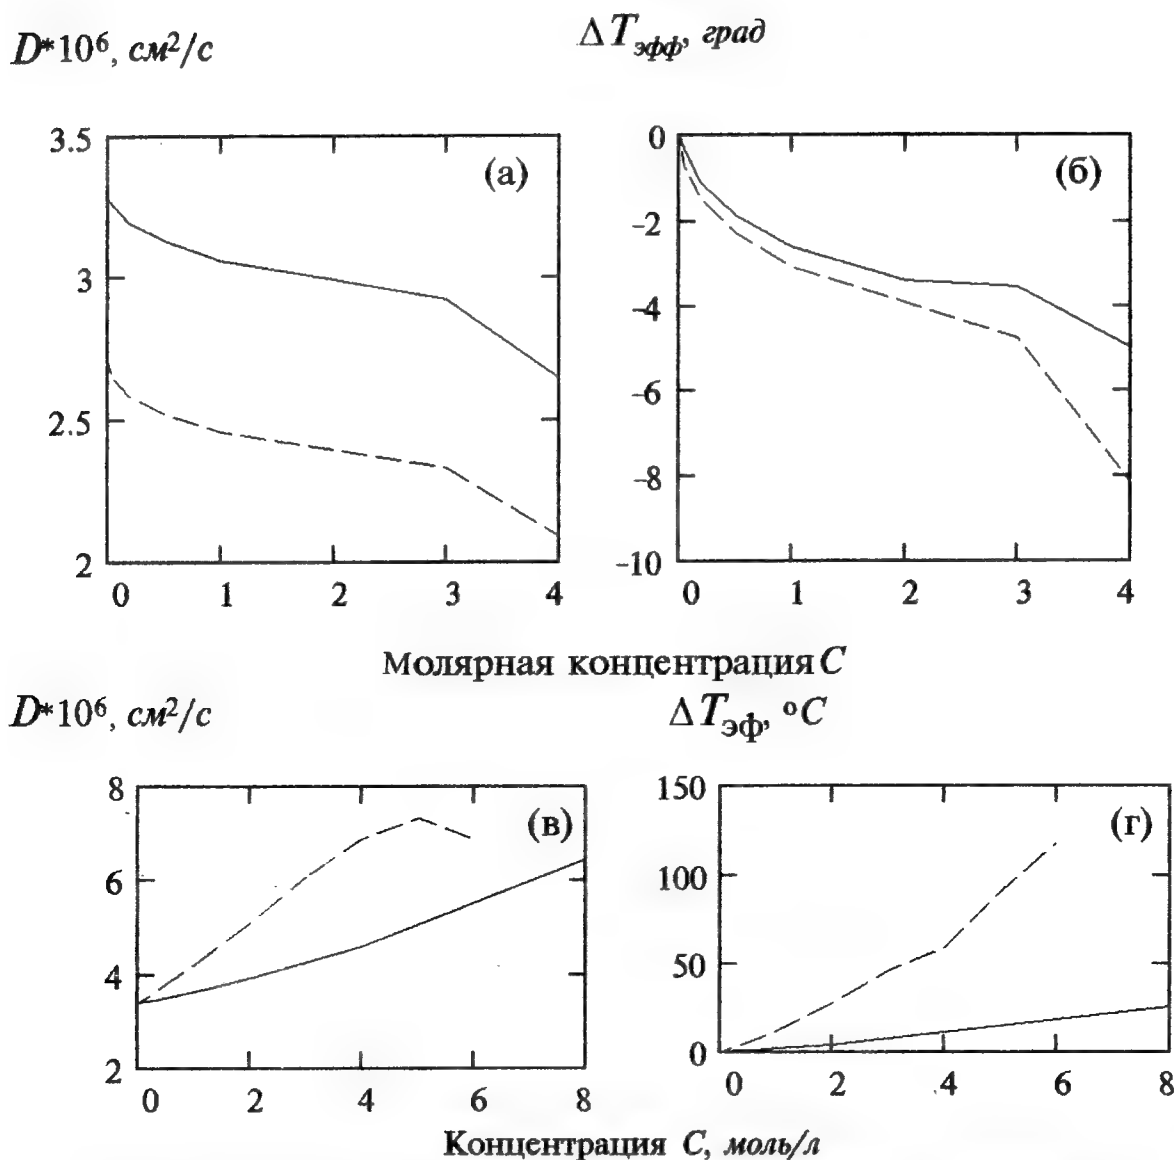 D*10⁶, см²/с
ΔTэфф, град
3.5
3
2.5
2
0 1 2 3 4
(а)
0
-2
-4
-6
-8
-10
0 1 2 3 4
(б)
Молярная концентрация C
D*10⁶, см²/с
ΔTэф, °C
8
6
4
2
0 2 4 6 8
(в)
150
100
50
0
0 2 4 6 8
(г)
Концентрация C, моль/л